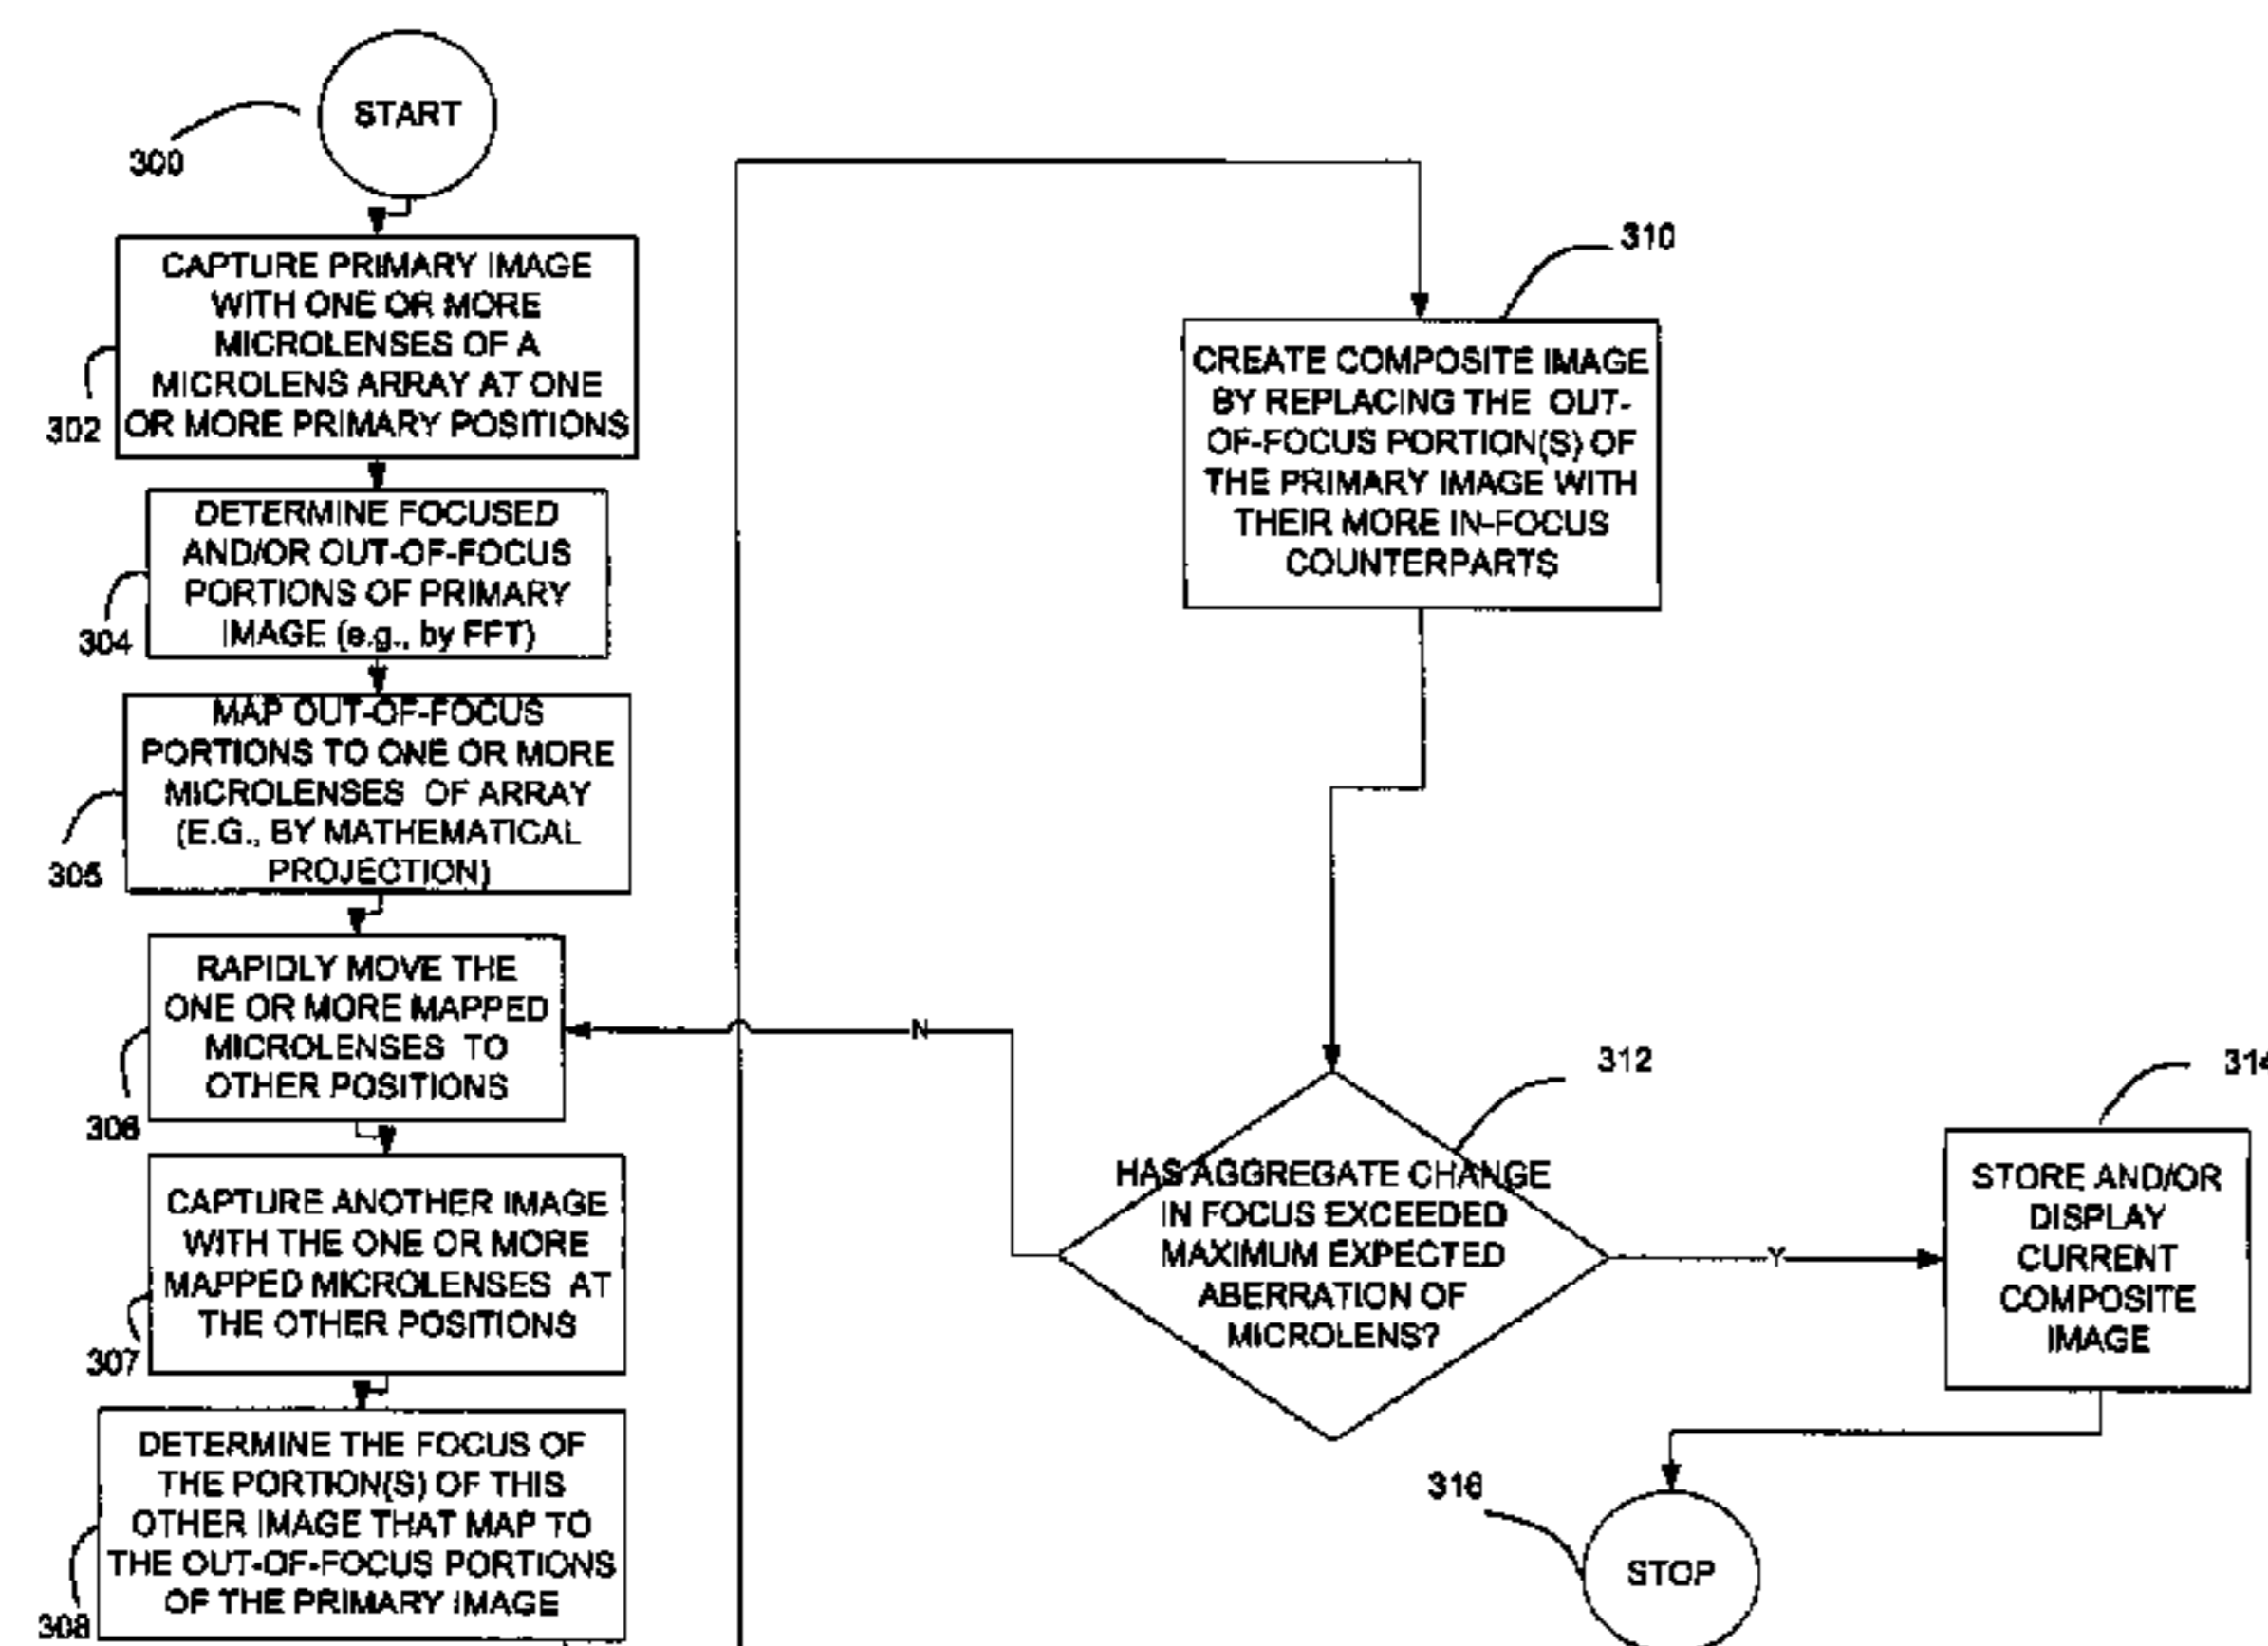 START
300
CAPTURE PRIMARY IMAGE
WITH ONE OR MORE
MICROLENSES OF A
MICROLENS ARRAY AT ONE
OR MORE PRIMARY POSITIONS
302
DETERMINE FOCUSED
AND/OR OUT-OF-FOCUS
PORTIONS OF PRIMARY
IMAGE (e.g., by FFT)
304
MAP OUT-OF-FOCUS
PORTIONS TO ONE OR MORE
MICROLENSES OF ARRAY
(E.G., BY MATHEMATICAL
PROJECTION)
305
RAPIDLY MOVE THE
ONE OR MORE MAPPED
MICROLENSES TO
OTHER POSITIONS
306
CAPTURE ANOTHER IMAGE
WITH THE ONE OR MORE
MAPPED MICROLENSES AT
THE OTHER POSITIONS
307
DETERMINE THE FOCUS OF
THE PORTION(S) OF THIS
OTHER IMAGE THAT MAP TO
THE OUT-OF-FOCUS PORTIONS
OF THE PRIMARY IMAGE
308
310
CREATE COMPOSITE IMAGE
BY REPLACING THE OUT-
OF-FOCUS PORTION(S) OF
THE PRIMARY IMAGE WITH
THEIR MORE IN-FOCUS
COUNTERPARTS
N
312
HAS AGGREGATE CHANGE
IN FOCUS EXCEEDED
MAXIMUM EXPECTED
ABERRATION OF
MICROLENS?
Y
314
STORE AND/OR
DISPLAY
CURRENT
COMPOSITE
IMAGE
316
STOP